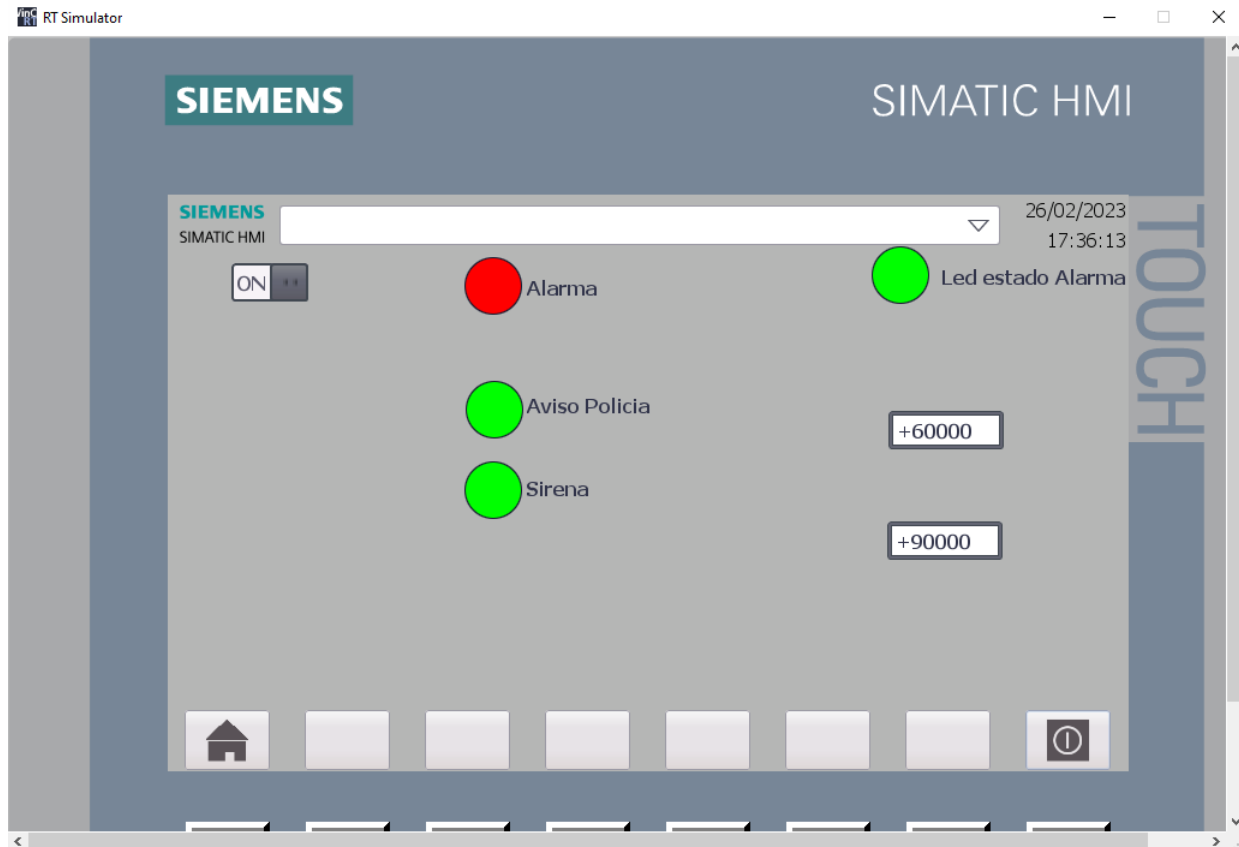 RT Simulator
SIEMENS
SIMATIC HMI
TOUCH
SIEMENS
SIMATIC HMI
26/02/2023
17:36:13
ON
Alarma
Led estado Alarma
Aviso Policia
+60000
Sirena
+90000